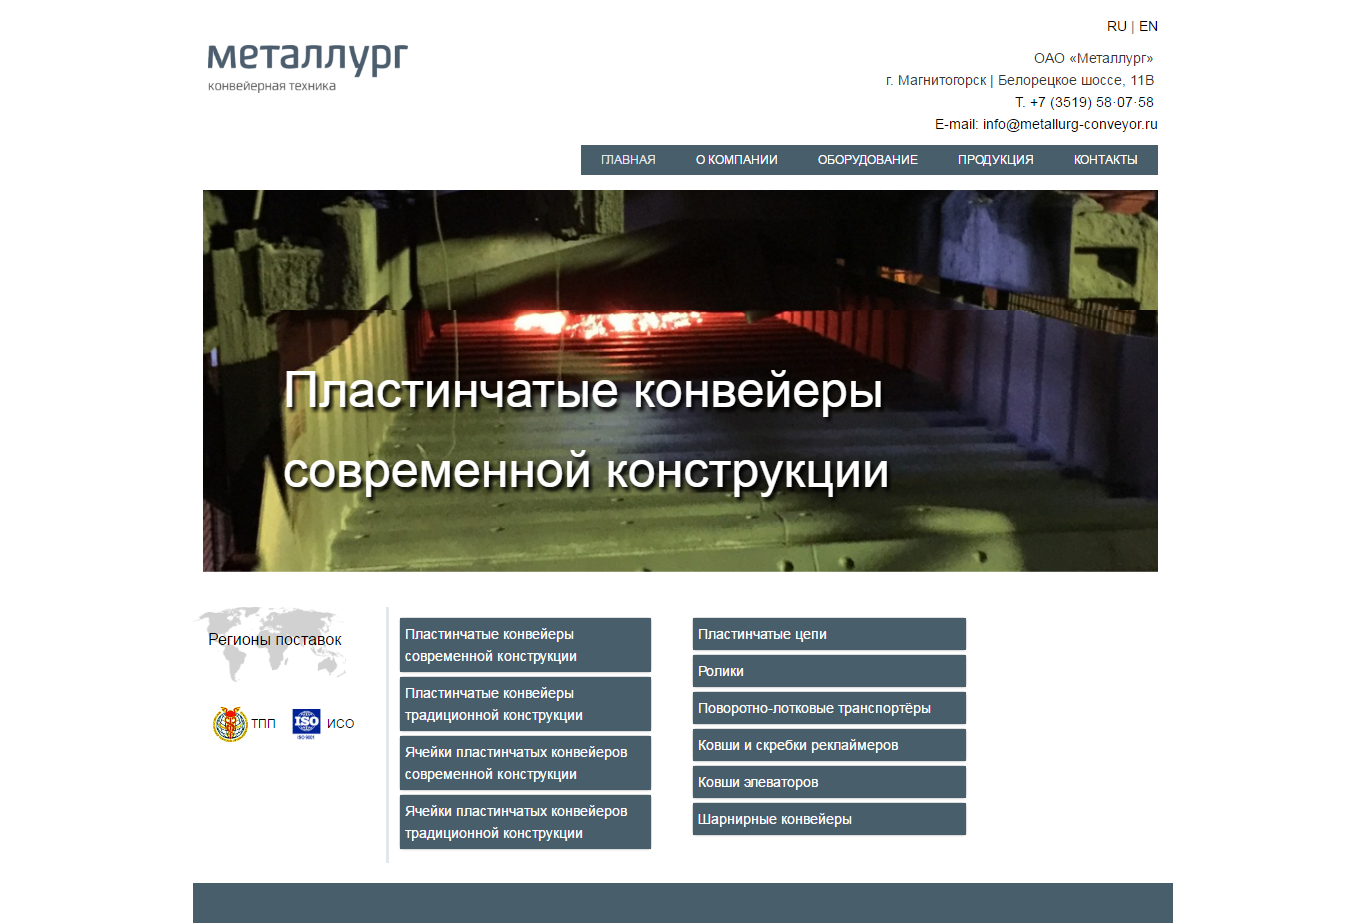 металлург
конвейерная техника
RU | EN
ОАО «Металлург»
г. Магнитогорск | Белорецкое шоссе, 11В
Т. +7 (3519) 58·07·58
E-mail: info@metallurg-conveyor.ru
ГЛАВНАЯ О КОМПАНИИ ОБОРУДОВАНИЕ ПРОДУКЦИЯ КОНТАКТЫ
Пластинчатые конвейеры
современной конструкции
Регионы поставок
ТПП
ISO
ISO 9001
ИСО
Пластинчатые конвейеры
современной конструкции
Пластинчатые конвейеры
традиционной конструкции
Ячейки пластинчатых конвейеров
современной конструкции
Ячейки пластинчатых конвейеров
традиционной конструкции
Пластинчатые цепи
Ролики
Поворотно-лотковые транспортёры
Ковши и скребки реклаймеров
Ковши элеваторов
Шарнирные конвейеры